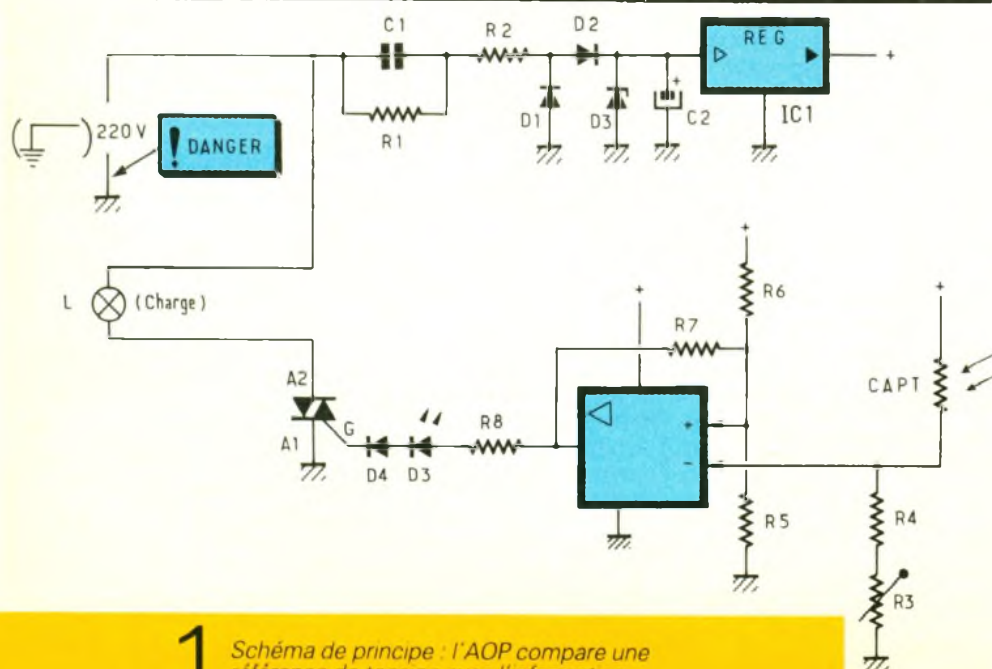 C1
R2
D2
REG
+
R1
D1
D3
+
C2
IC1
220 V
! DANGER
L
(Charge)
+
R6
+
R7
+
CAPT
A2
G
R8
+
A1
D4
D3
−
R5
R4
R3
1
Schéma de principe : l'AOP compare une